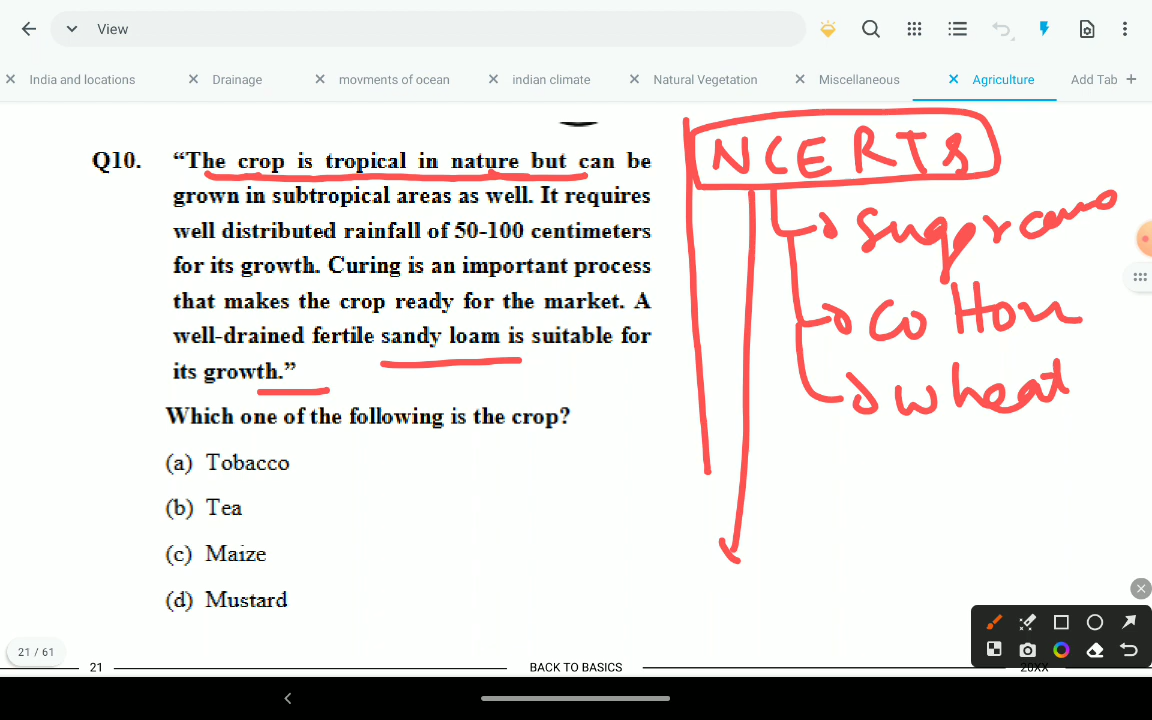 View
India and locations
Drainage
movments of ocean
indian climate
Natural Vegetation
Miscellaneous
Agriculture
Add Tab +
Q10. “The crop is tropical in nature but can be
grown in subtropical areas as well. It requires
well distributed rainfall of 50-100 centimeters
for its growth. Curing is an important process
that makes the crop ready for the market. A
well-drained fertile sandy loam is suitable for
its growth.”
Which one of the following is the crop?
(a) Tobacco
(b) Tea
(c) Maize
(d) Mustard
NCERTS
Sugarcane
Cotton
wheat
21 / 61
21
BACK TO BASICS
20XX